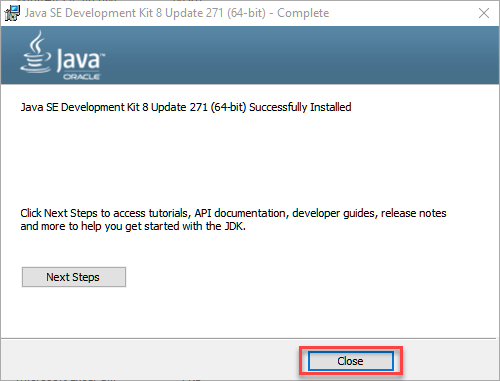 Java SE Development Kit 8 Update 271 (64-bit) - Complete
Java™
ORACLE
Java SE Development Kit 8 Update 271 (64-bit) Successfully Installed
Click Next Steps to access tutorials, API documentation, developer guides, release notes
and more to help you get started with the JDK.
Next Steps
Close